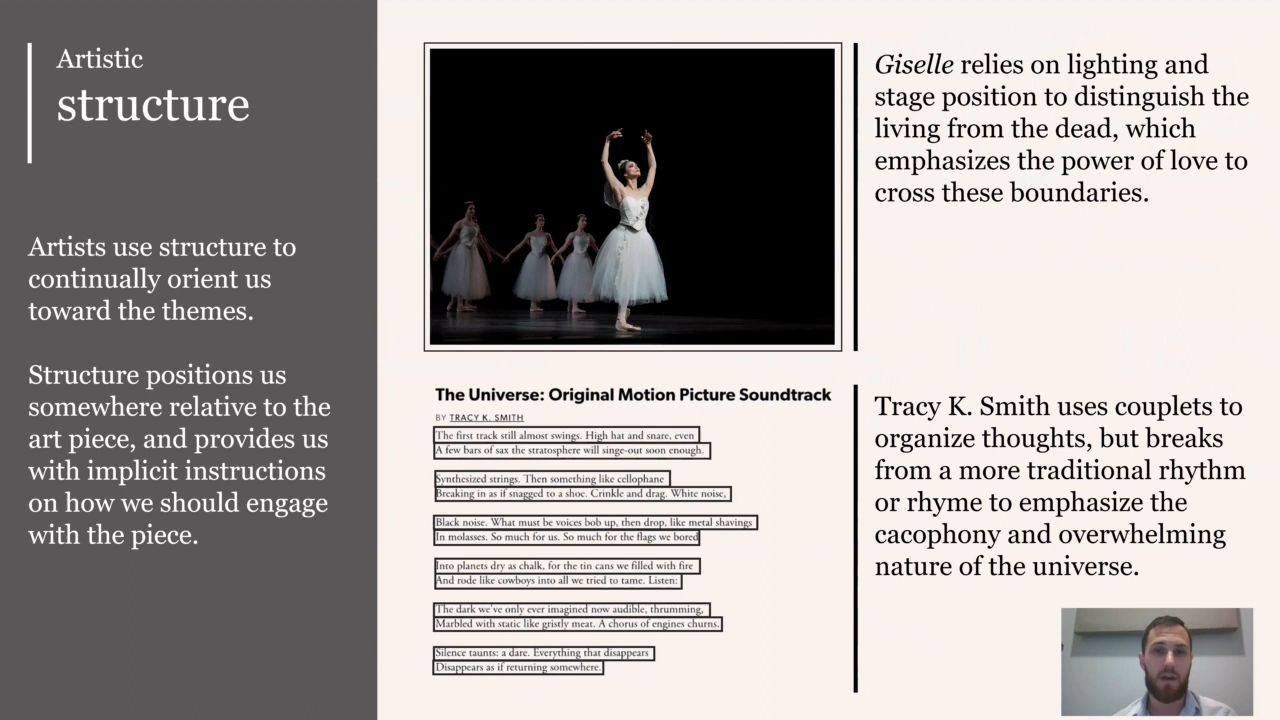 Artistic
structure
Artists use structure to
continually orient us
toward the themes.
Structure positions us
somewhere relative to the
art piece, and provides us
with implicit instructions
on how we should engage
with the piece.
Giselle relies on lighting and
stage position to distinguish the
living from the dead, which
emphasizes the power of love to
cross these boundaries.
The Universe: Original Motion Picture Soundtrack
BY TRACY K. SMITH
The first track still almost swings. High hat and snare, even
A few bars of sax the stratosphere will singe-out soon enough.
Synthesized strings. Then something like cellophane
Breaking in as if snagged to a shoe. Crinkle and drag. White noise,
Black noise. What must be voices bob up, then drop, like metal shavings
In molasses. So much for us. So much for the flags we bored
Into planets dry as chalk, for the tin cans we filled with fire
And rode like cowboys into all we tried to tame. Listen:
The dark we've only ever imagined now audible, thrumming,
Marbled with static like gristly meat. A chorus of engines churns.
Silence taunts: a dare. Everything that disappears
Disappears as if returning somewhere.
Tracy K. Smith uses couplets to
organize thoughts, but breaks
from a more traditional rhythm
or rhyme to emphasize the
cacophony and overwhelming
nature of the universe.